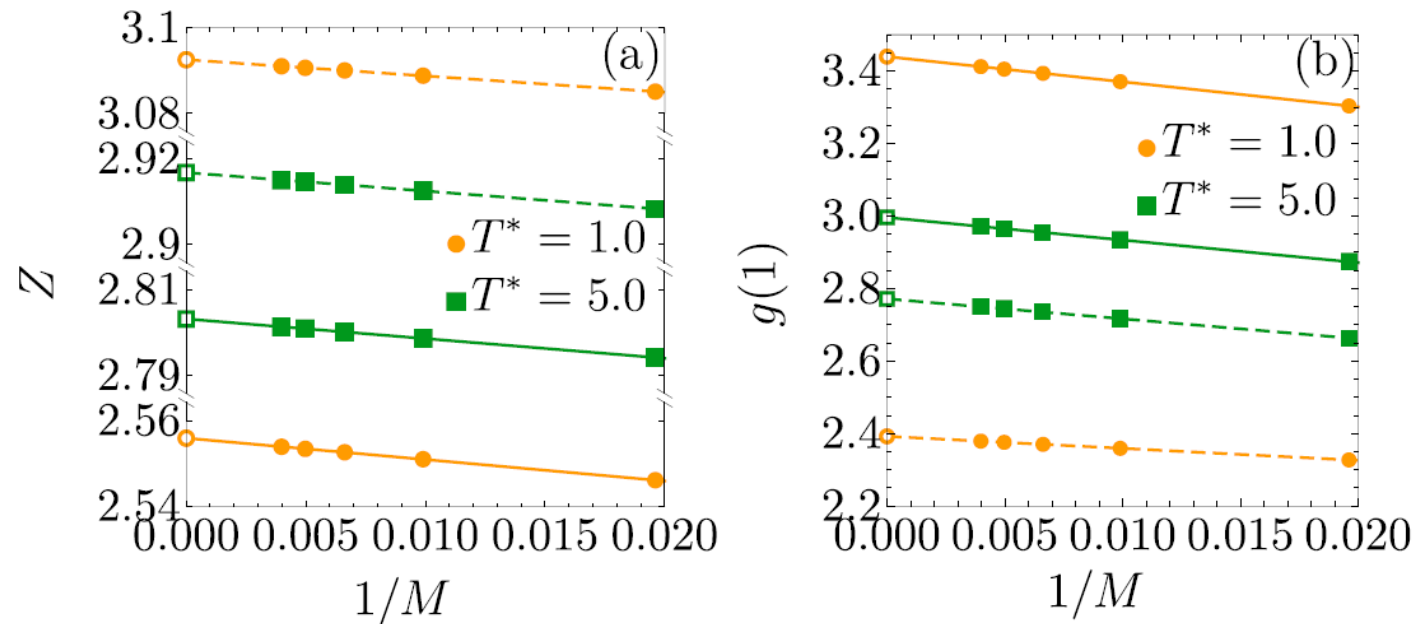 (a)
3.1
3.08
2.92
2.9
2.81
2.79
2.56
2.54
Z
T* = 1.0
T* = 5.0
0.000 0.005 0.010 0.015 0.020
1/M
(b)
3.4
3.2
3.0
2.8
2.6
2.4
2.2
g(1)
T* = 1.0
T* = 5.0
0.000 0.005 0.010 0.015 0.020
1/M